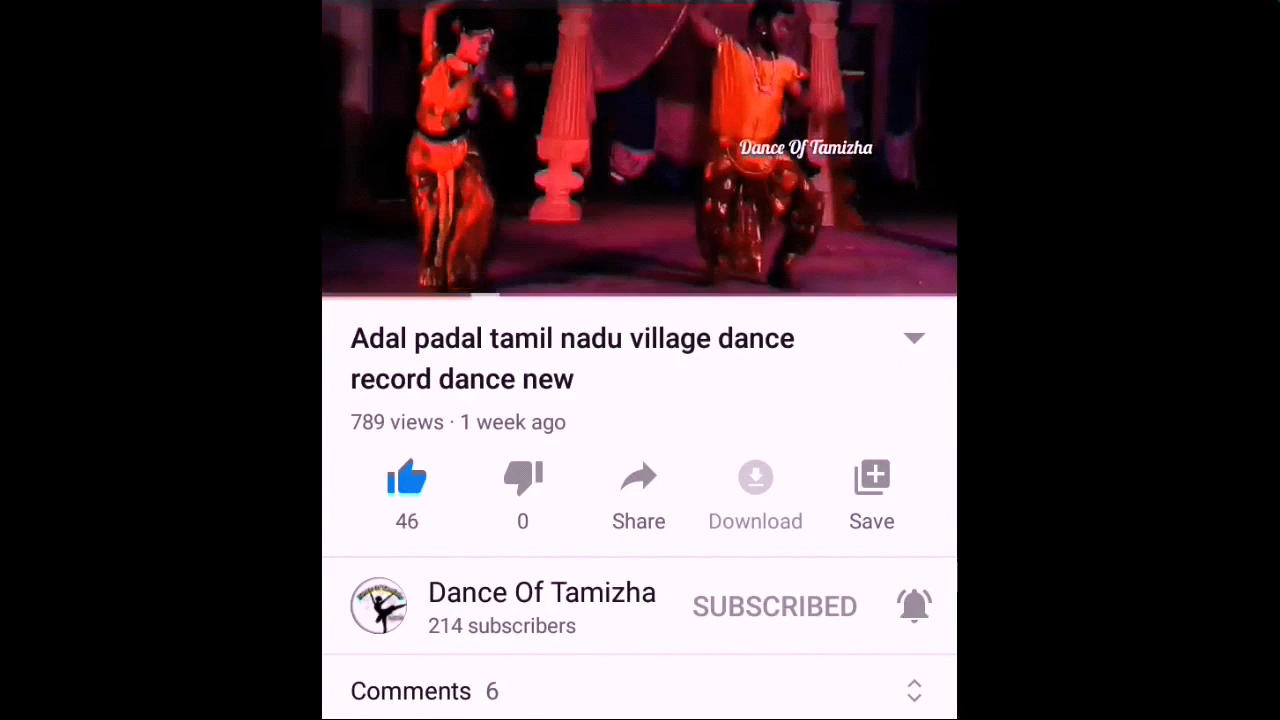 Dance Of Tamizha
Adal padal tamil nadu village dance
record dance new
789 views · 1 week ago
46
0
Share
Download
Save
Dance Of Tamizha
SUBSCRIBED
214 subscribers
Comments 6